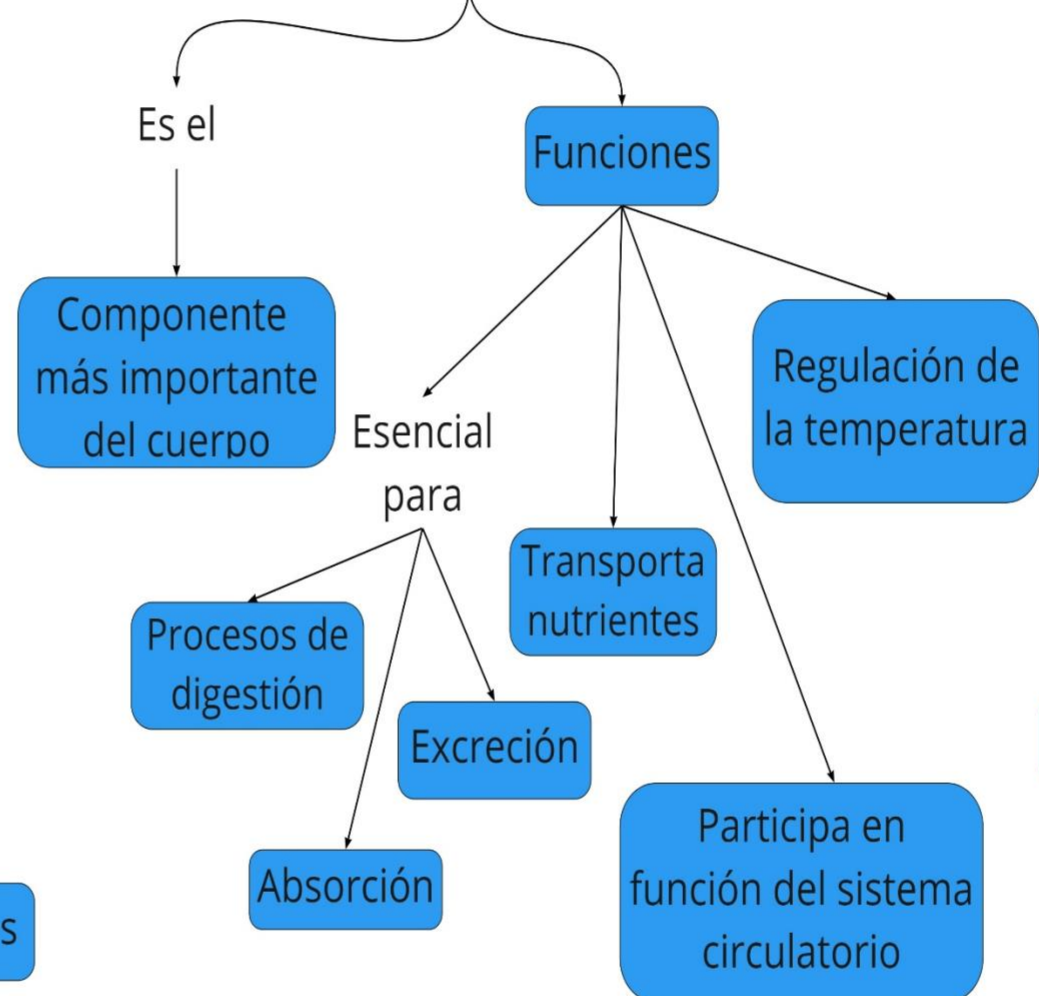 Es el
Funciones
Componente
más importante
del cuerpo
Regulación de
la temperatura
Esencial
para
Transporta
nutrientes
Procesos de
digestión
Excreción
Participa en
función del sistema
circulatorio
Absorción
s